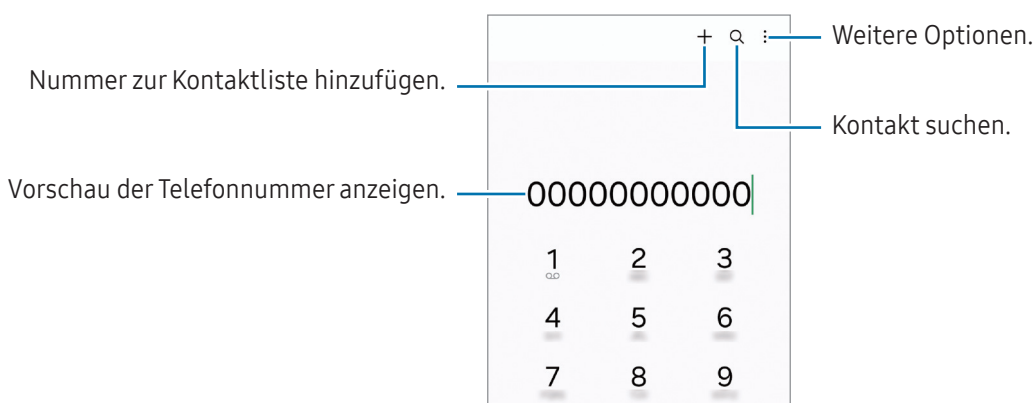 Weitere Optionen.
Nummer zur Kontaktliste hinzufügen.
Kontakt suchen.
Vorschau der Telefonnummer anzeigen.
00000000000
1 2 3
4 5 6
7 8 9